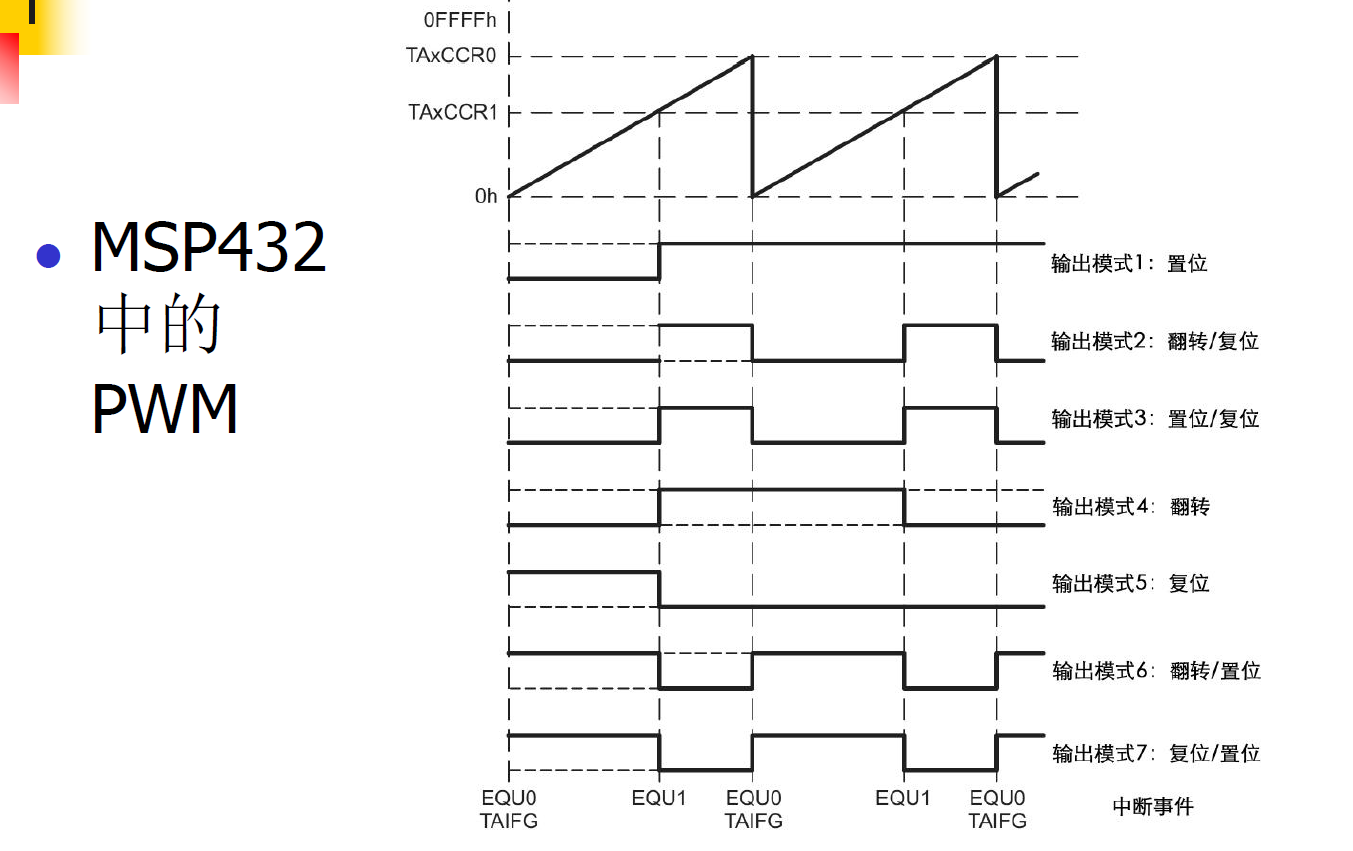 MSP432
中的
PWM
0FFFFh
TAxCCR0
TAxCCR1
0h
输出模式1：置位
输出模式2：翻转/复位
输出模式3：置位/复位
输出模式4：翻转
输出模式5：复位
输出模式6：翻转/置位
输出模式7：复位/置位
EQU0 EQU1 EQU0 EQU1 EQU0 中断事件
TAIFG TAIFG TAIFG